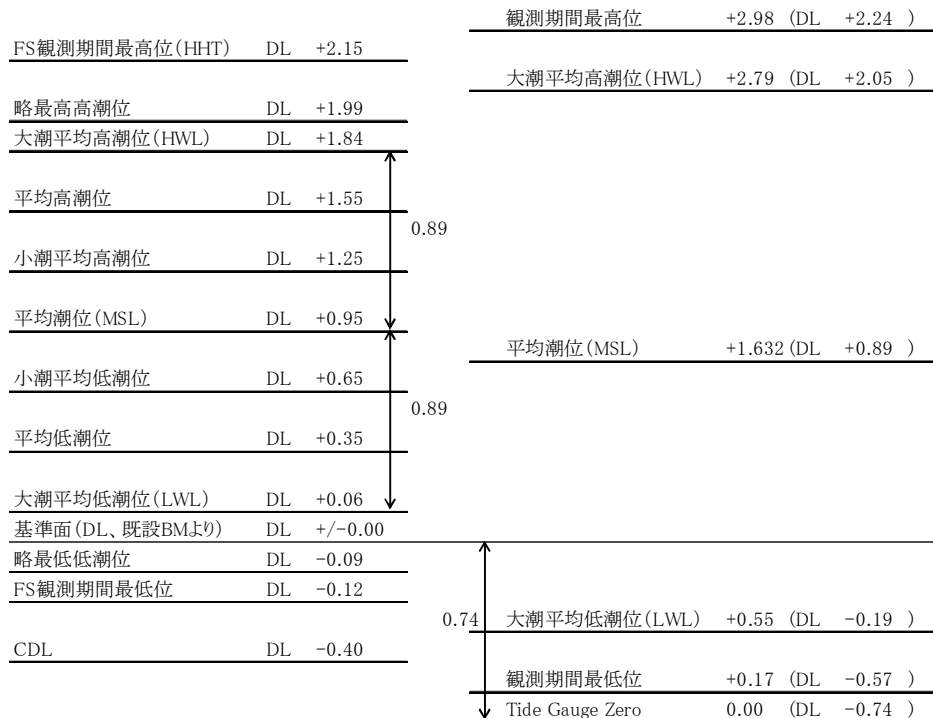 観測期間最高位 +2.98 (DL +2.24 )
FS観測期間最高位(HHT) DL +2.15
大潮平均高潮位(HWL) +2.79 (DL +2.05 )
略最高高潮位 DL +1.99
大潮平均高潮位(HWL) DL +1.84
平均高潮位 DL +1.55
0.89
小潮平均高潮位 DL +1.25
平均潮位(MSL) DL +0.95
平均潮位(MSL) +1.632 (DL +0.89 )
小潮平均低潮位 DL +0.65
0.89
平均低潮位 DL +0.35
大潮平均低潮位(LWL) DL +0.06
基準面(DL、既設BMより) DL +/-0.00
略最低低潮位 DL -0.09
FS観測期間最低位 DL -0.12
0.74
大潮平均低潮位(LWL) +0.55 (DL -0.19 )
CDL DL -0.40
観測期間最低位 +0.17 (DL -0.57 )
Tide Gauge Zero 0.00 (DL -0.74 )